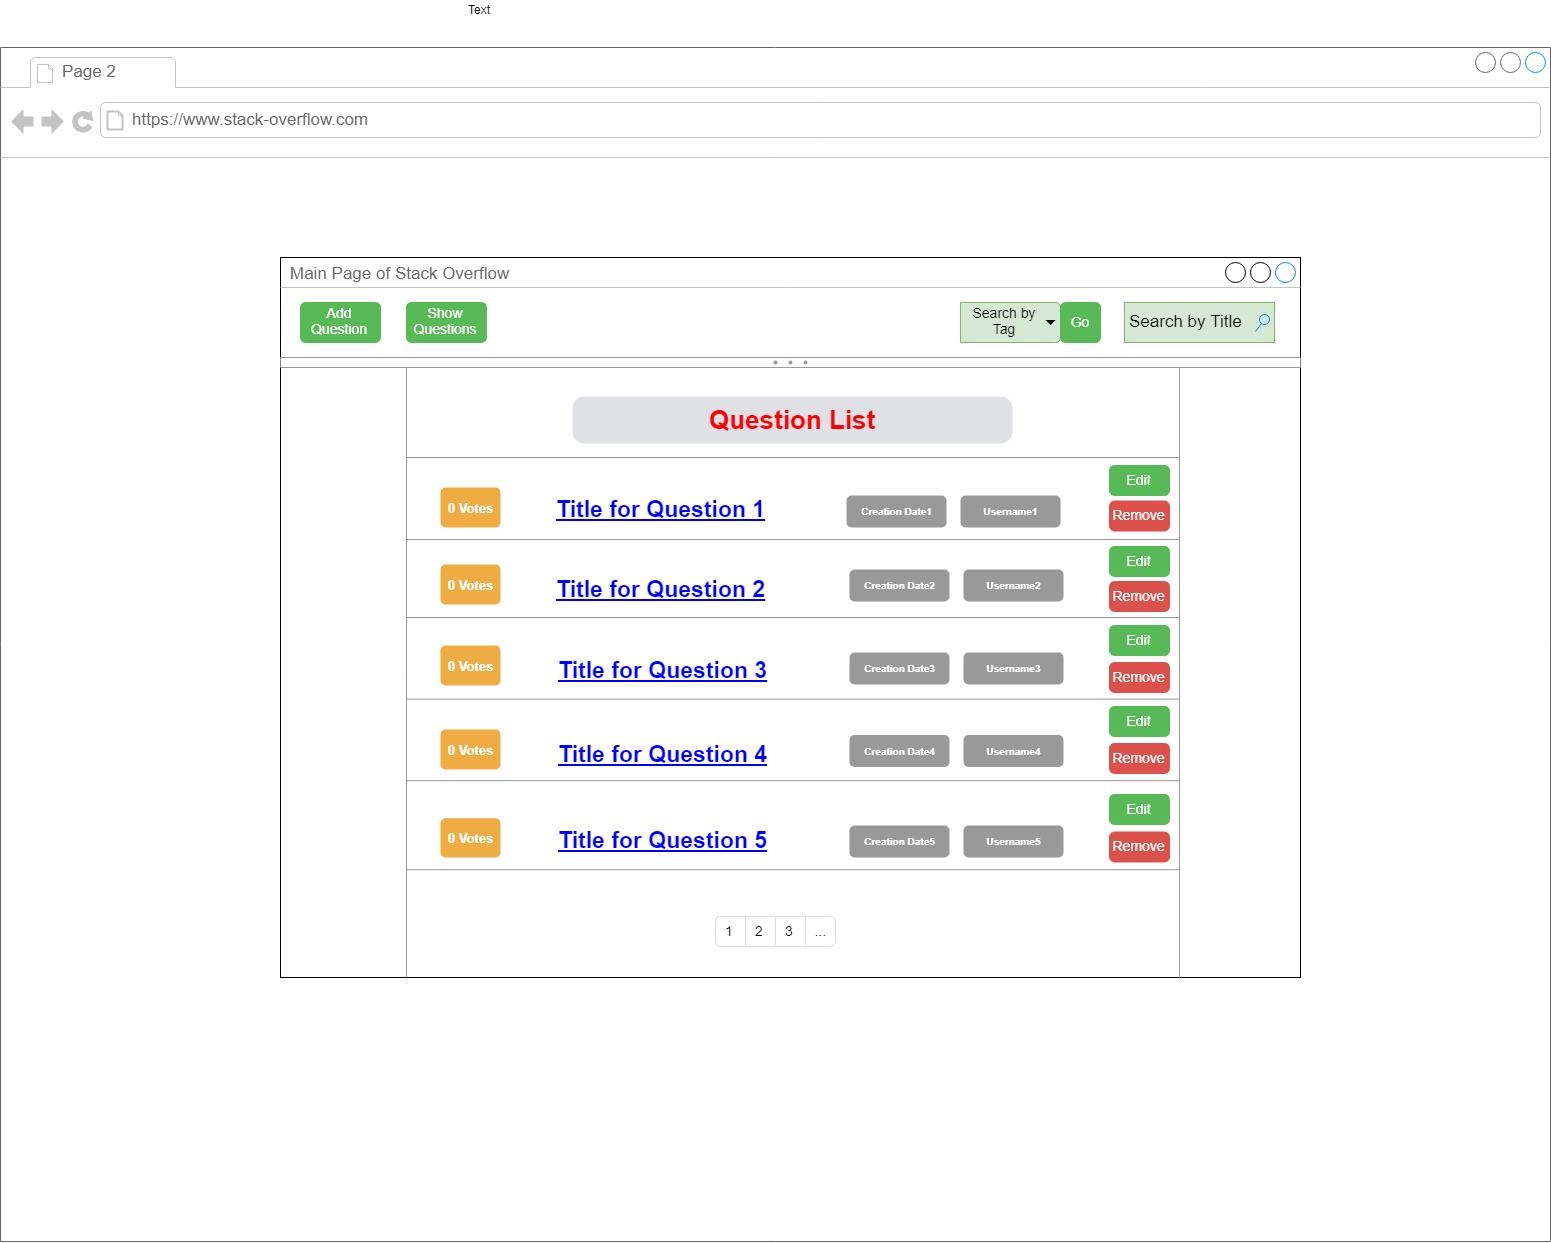 Text
Page 2
https://www.stack-overflow.com
Main Page of Stack Overflow
Add
Question
Show
Questions
Search by
Tag
Go
Search by Title
Question List
0 Votes
Title for Question 1
Creation Date1
Username1
Edit
Remove
0 Votes
Title for Question 2
Creation Date2
Username2
Edit
Remove
0 Votes
Title for Question 3
Creation Date3
Username3
Edit
Remove
0 Votes
Title for Question 4
Creation Date4
Username4
Edit
Remove
0 Votes
Title for Question 5
Creation Date5
Username5
Edit
Remove
1 2 3 ...